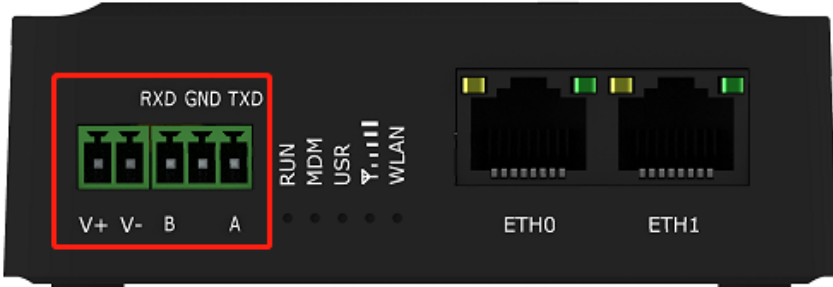 RXD GND TXD
V+ V- B A
RUN
MDM
USR
WLAN
ETH0 ETH1